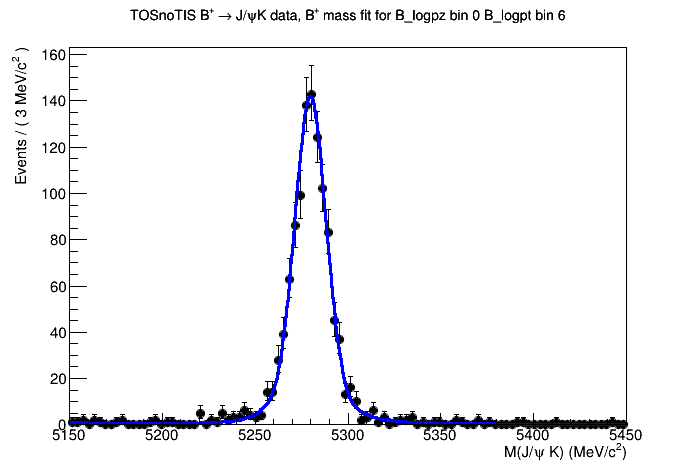 TOSnoTIS B⁺ → J/ψK data, B⁺ mass fit for B_logpz bin 0 B_logpt bin 6
Events / ( 3 MeV/c² )
160
140
120
100
80
60
40
20
0
5150 5200 5250 5300 5350 5400 5450
M(J/ψ K) (MeV/c²)